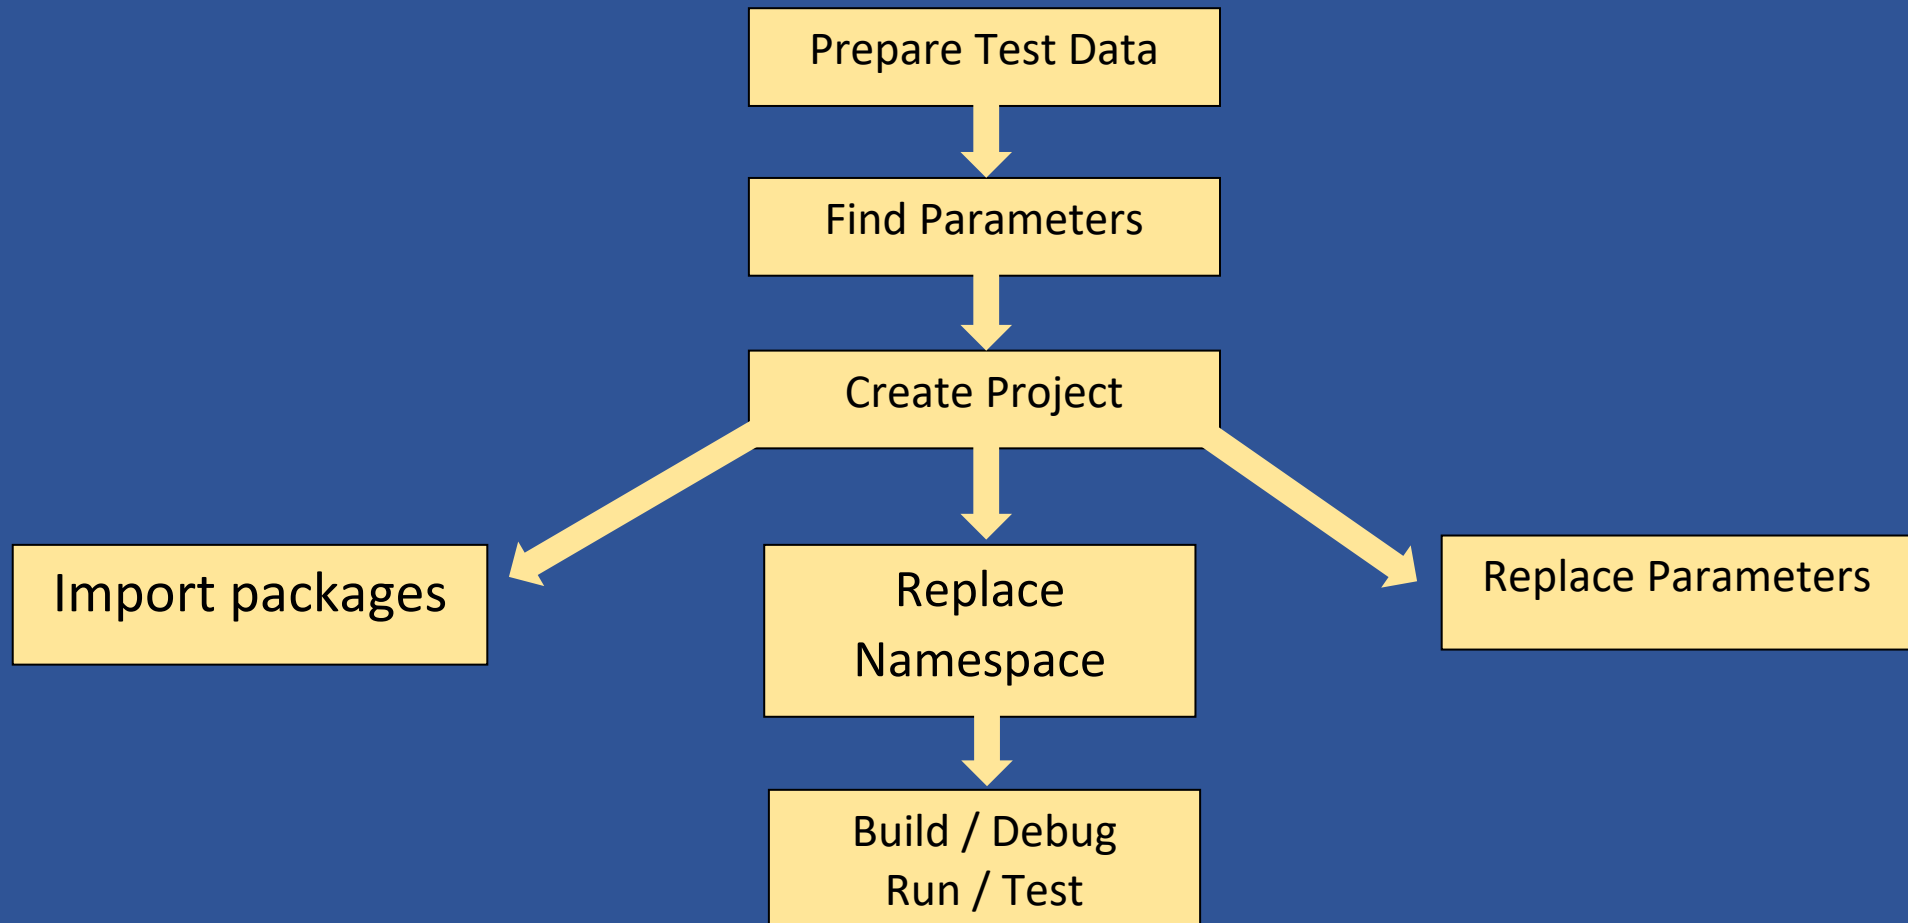 Prepare Test Data
Find Parameters
Create Project
Import packages
Replace
Namespace
Replace Parameters
Build / Debug
Run / Test